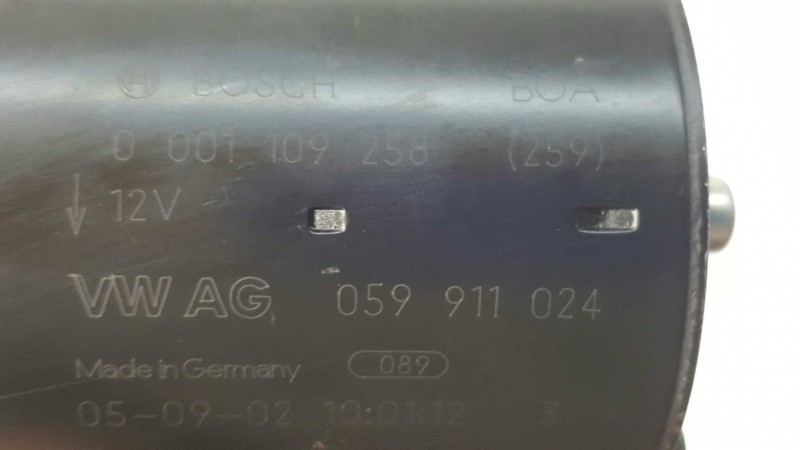 BOSCH BOA
0 001 109 258 (259)
12V
VW AG 059 911 024
Made in Germany 089
05-09-02 10:01:12 3